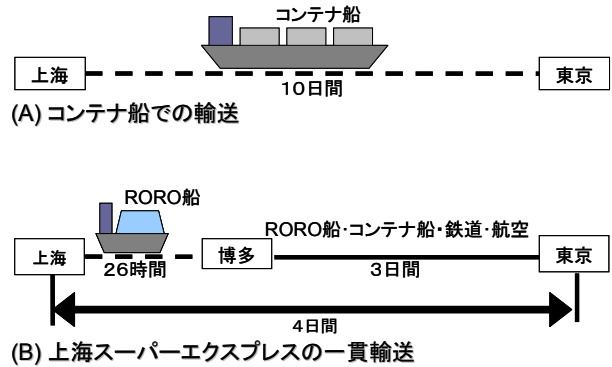 コンテナ船
上海
東京
10日間
(A) コンテナ船での輸送
RORO船
RORO船・コンテナ船・鉄道・航空
上海
博多
東京
26時間
3日間
4日間
(B) 上海スーパーエクスプレスの一貫輸送